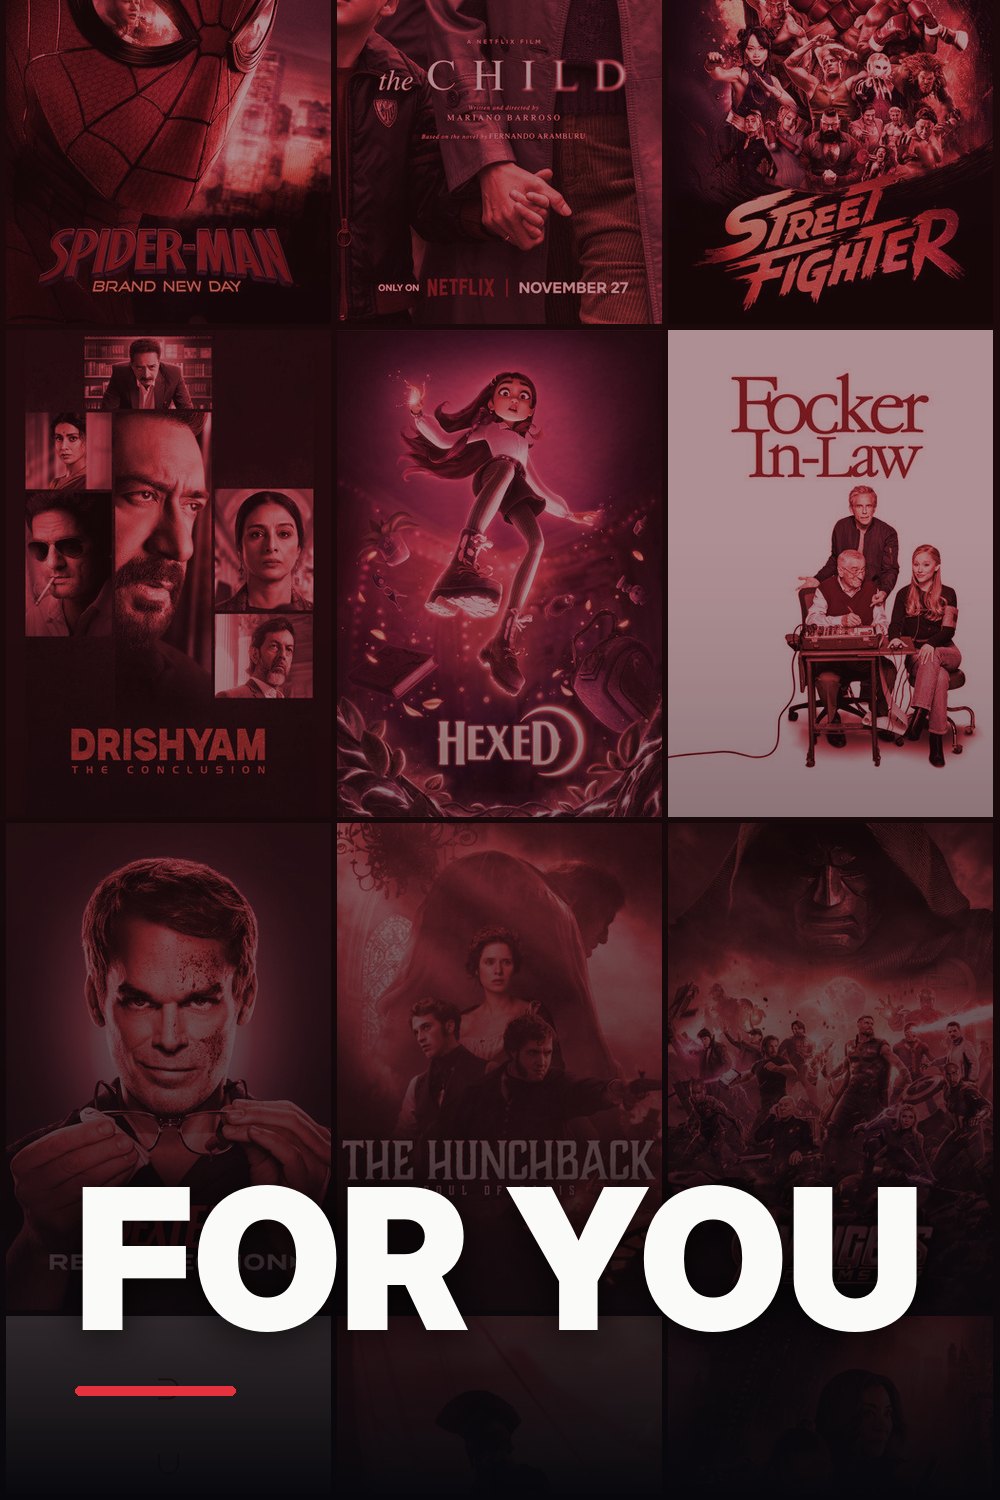 SPIDER-MAN
BRAND NEW DAY
A NETFLIX FILM
the CHILD
Written and directed by
MARIANO BARROSO
Based on the novel by FERNANDO ARAMBURU
ONLY ON NETFLIX | NOVEMBER 27
STREET
FIGHTER
DRISHYAM
THE CONCLUSION
HEXED
Focker
In-Law
THE HUNCHBACK
FOR YOU